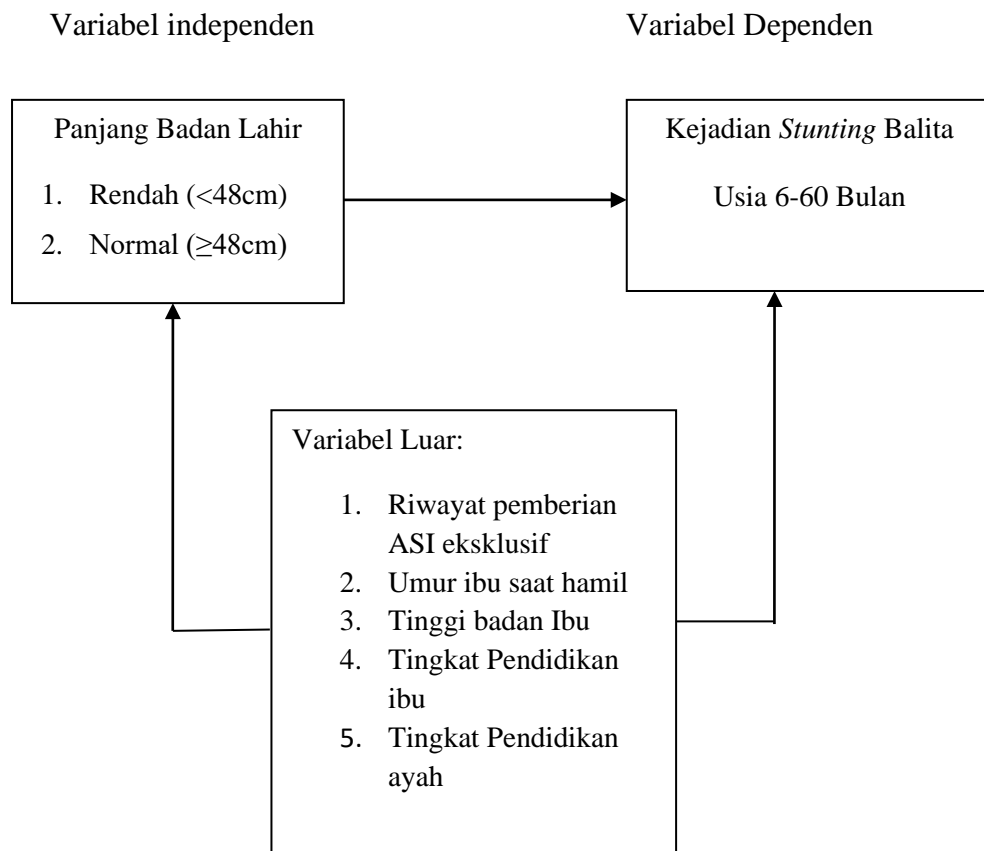 Variabel independen
Variabel Dependen
Panjang Badan Lahir
1. Rendah (<48cm)
2. Normal (≥48cm)
Kejadian Stunting Balita
Usia 6-60 Bulan
Variabel Luar:
1. Riwayat pemberian
ASI eksklusif
2. Umur ibu saat hamil
3. Tinggi badan Ibu
4. Tingkat Pendidikan
ibu
5. Tingkat Pendidikan
ayah